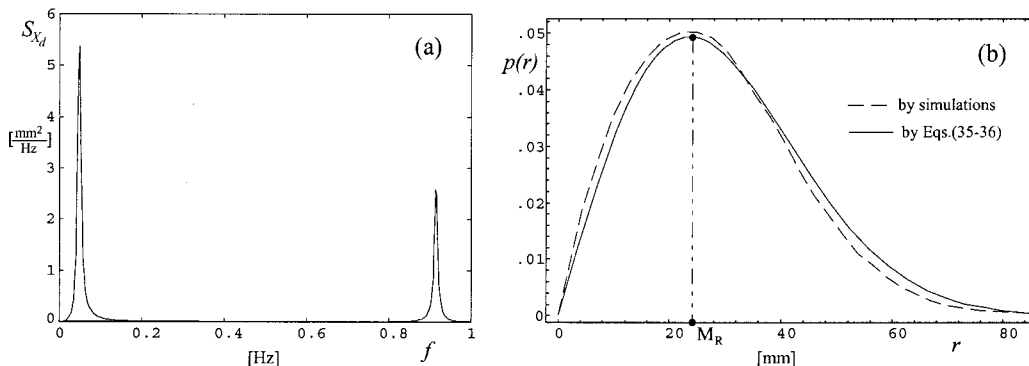 6
S_{X_d}
5
4
[mm²/Hz]
3
2
1
0
(a)
0 0.2 0.4 0.6 0.8 1
[Hz] f
.05
p(r)
.04
.03
.02
.01
0
(b)
by simulations
by Eqs.(35-36)
0 20 M_R 40 60 80
[mm] r